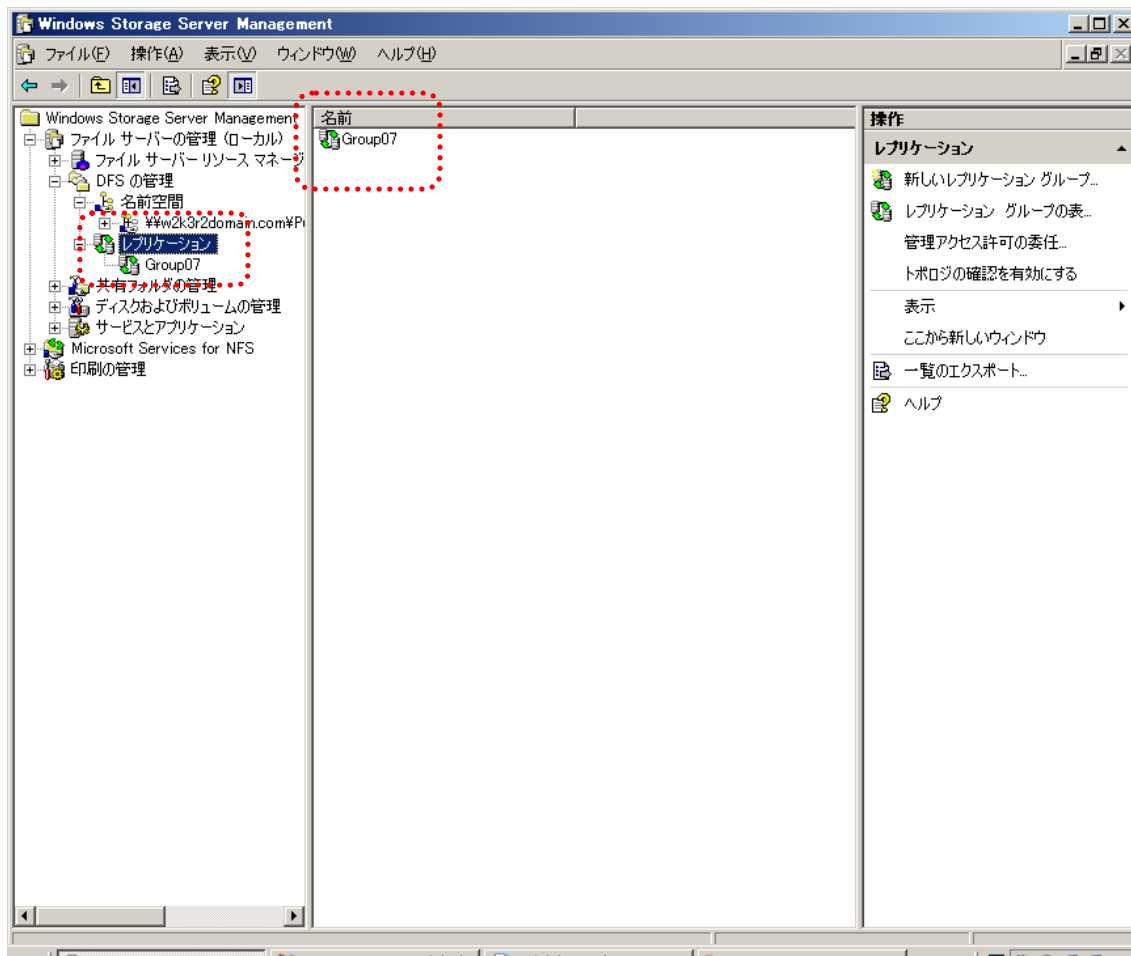 Windows Storage Server Management
ファイル(F) 操作(A) 表示(V) ウィンドウ(W) ヘルプ(H)
Windows Storage Server Management
ファイル サーバーの管理 (ローカル)
ファイル サーバー リソース マネージ
DFS の管理
名前空間
¥¥w2k3r2domain.com¥P
レプリケーション
Group07
共有フォルダの管理
ディスクおよびボリュームの管理
サービスとアプリケーション
Microsoft Services for NFS
印刷の管理
名前
Group07
操作
レプリケーション
新しいレプリケーション グループ...
レプリケーション グループの表...
管理アクセス許可の委任...
トポロジの確認を有効にする
表示
ここから新しいウィンドウ
一覧のエクスポート...
ヘルプ